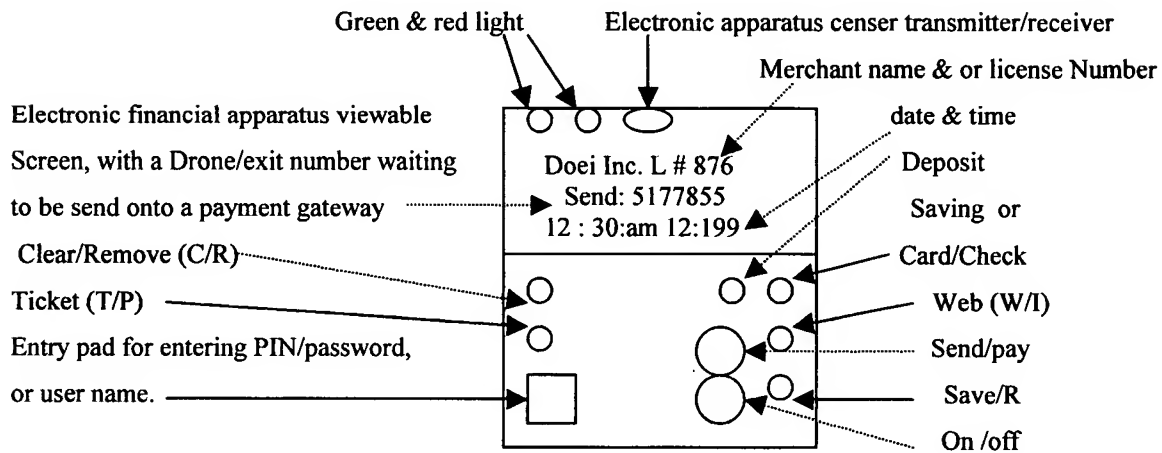 Green & red light
Electronic apparatus censer transmitter/receiver
Merchant name & or license Number
Electronic financial apparatus viewable
Screen, with a Drone/exit number waiting
to be send onto a payment gateway
Clear/Remove (C/R)
Ticket (T/P)
Entry pad for entering PIN/password,
or user name.
Doei Inc. L # 876
Send: 5177855
12 : 30:am 12:199
date & time
Deposit
Saving or
Card/Check
Web (W/I)
Send/pay
Save/R
On /off